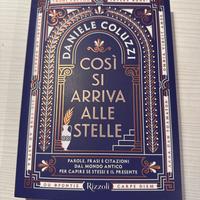 DANIELE COLUZZI
COSÌ
SI
ARRIVA
ALLE
STELLE
PAROLE, FRASI E CITAZIONI
DAL MONDO ANTICO
PER CAPIRE SE STESSI E IL PRESENTE
Rizzoli
CARPE DIEM